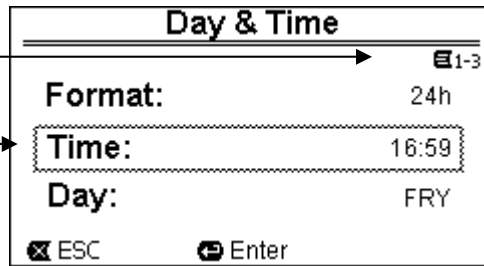 Day & Time
1-3
Format: 24h
Time: 16:59
Day: FRY
ESC Enter